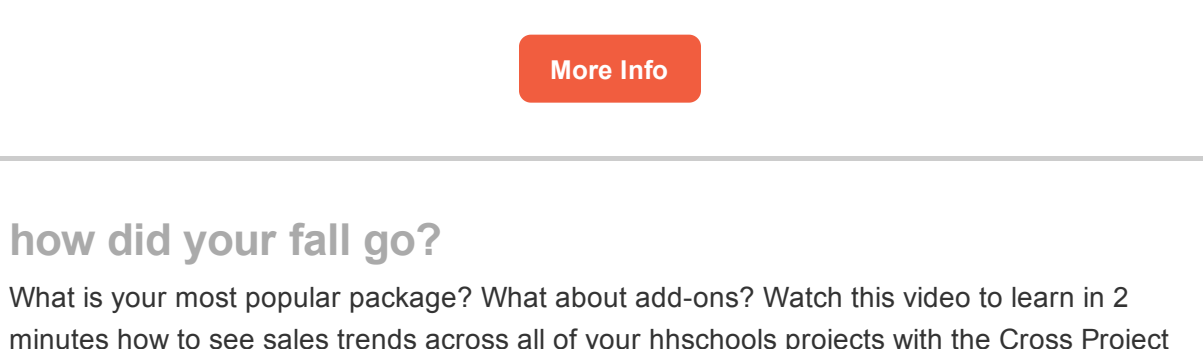 More Info
how did your fall go?
What is your most popular package? What about add-ons? Watch this video to learn in 2
minutes how to see sales trends across all of your hhschools projects with the Cross Project